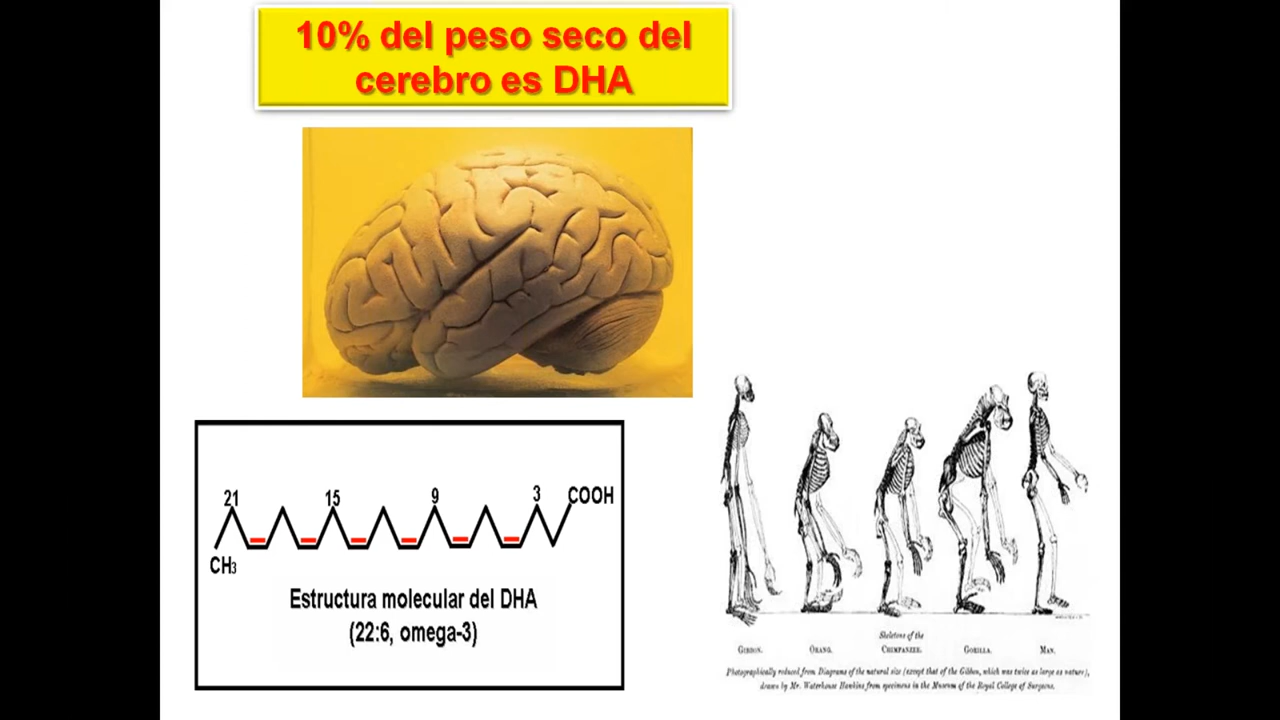 10% del peso seco del
cerebro es DHA
21 15 9 3 COOH
CH3
Estructura molecular del DHA
(22:6, omega-3)
Skeletons of the
GIBBON. ORANG. CHIMPANZEE. GORILLA. MAN.
Photographically reduced from Diagrams of the natural size (except that of the Gibbon, which was twice as large as nature),
drawn by Mr. Waterhouse Hawkins from specimens in the Museum of the Royal College of Surgeons.